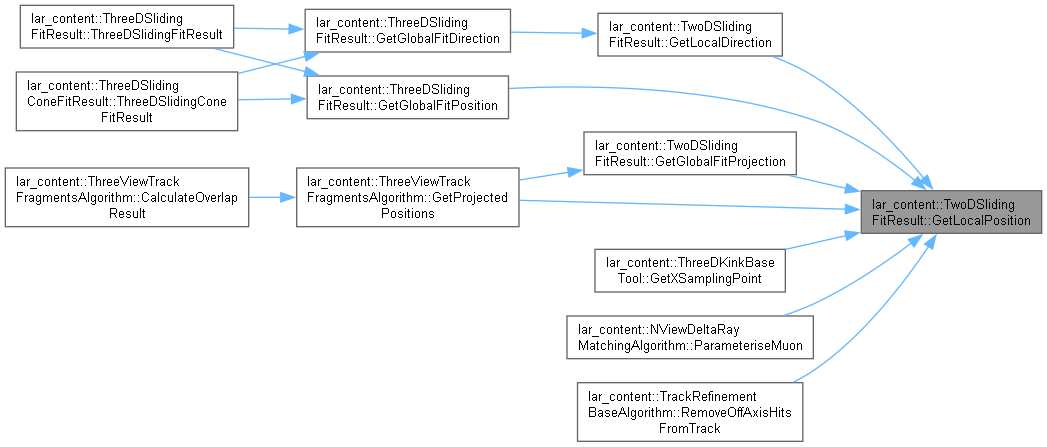 lar_content::ThreeDSliding
FitResult::ThreeDSlidingFitResult
lar_content::ThreeDSliding
FitResult::GetGlobalFitDirection
lar_content::TwoDSliding
FitResult::GetLocalDirection
lar_content::ThreeDSliding
ConeFitResult::ThreeDSlidingCone
FitResult
lar_content::ThreeDSliding
FitResult::GetGlobalFitPosition
lar_content::TwoDSliding
FitResult::GetGlobalFitProjection
lar_content::ThreeViewTrack
FragmentsAlgorithm::CalculateOverlap
Result
lar_content::ThreeViewTrack
FragmentsAlgorithm::GetProjected
Positions
lar_content::TwoDSliding
FitResult::GetLocalPosition
lar_content::ThreeDKinkBase
Tool::GetXSamplingPoint
lar_content::NViewDeltaRay
MatchingAlgorithm::ParameteriseMuon
lar_content::TrackRefinement
BaseAlgorithm::RemoveOffAxisHits
FromTrack